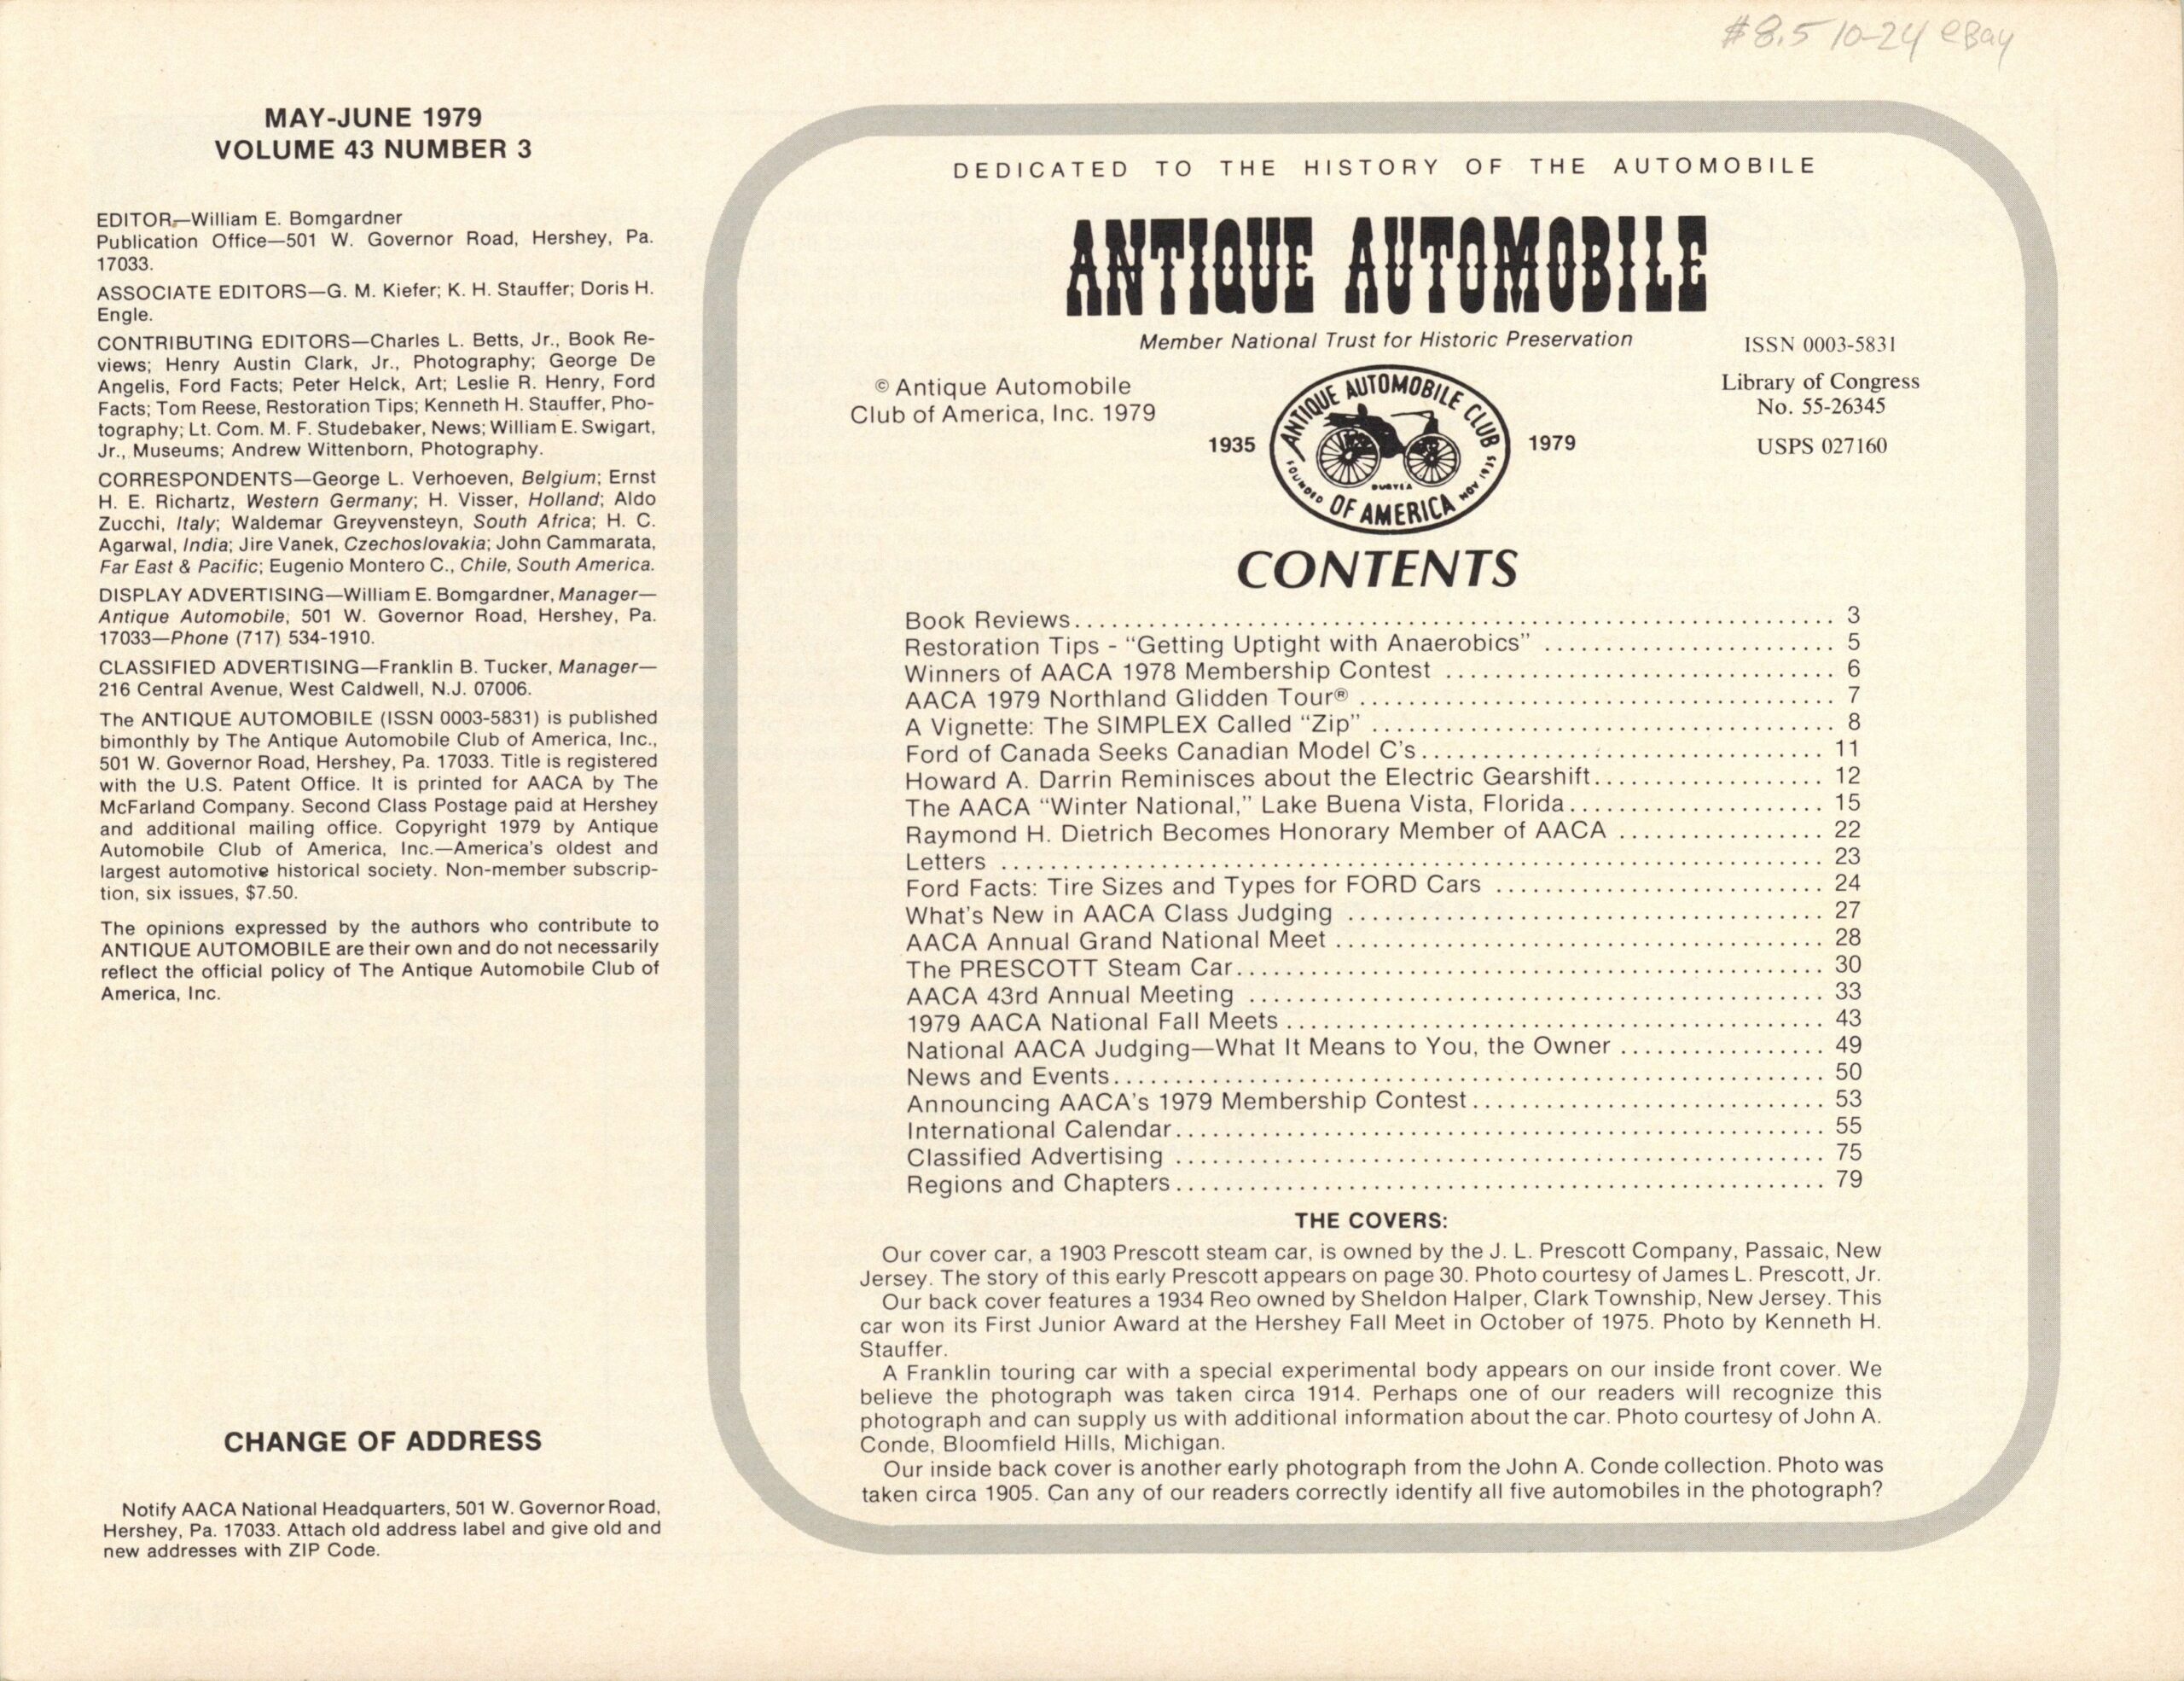 #8.5 10-24 eBay
MAY-JUNE 1979
VOLUME 43 NUMBER 3
EDITOR—William E. Bomgardner
Publication Office—501 W. Governor Road, Hershey, Pa.
17033.
ASSOCIATE EDITORS—G. M. Kiefer; K. H. Stauffer; Doris H.
Engle.
CONTRIBUTING EDITORS—Charles L. Betts, Jr., Book Re-
views; Henry Austin Clark, Jr., Photography; George De
Angelis, Ford Facts; Peter Helck, Art; Leslie R. Henry, Ford
Facts; Tom Reese, Restoration Tips; Kenneth H. Stauffer, Pho-
tography; Lt. Com. M. F. Studebaker, News; William E. Swigart,
Jr., Museums; Andrew Wittenborn, Photography.
CORRESPONDENTS—George L. Verhoeven, Belgium; Ernst
H. E. Richartz, Western Germany; H. Visser, Holland; Aldo
Zucchi, Italy; Waldemar Greyvensteyn, South Africa; H. C.
Agarwal, India; Jire Vanek, Czechoslovakia; John Cammarata,
Far East & Pacific; Eugenio Montero C., Chile, South America.
DISPLAY ADVERTISING—William E. Bomgardner, Manager—
Antique Automobile, 501 W. Governor Road, Hershey, Pa.
17033—Phone (717) 534-1910.
CLASSIFIED ADVERTISING—Franklin B. Tucker, Manager—
216 Central Avenue, West Caldwell, N.J. 07006.
The ANTIQUE AUTOMOBILE (ISSN 0003-5831) is published
bimonthly by The Antique Automobile Club of America, Inc.,
501 W. Governor Road, Hershey, Pa. 17033. Title is registered
with the U.S. Patent Office. It is printed for AACA by The
McFarland Company. Second Class Postage paid at Hershey
and additional mailing office. Copyright 1979 by Antique
Automobile Club of America, Inc.—America's oldest and
largest automotive historical society. Non-member subscrip-
tion, six issues, $7.50.
The opinions expressed by the authors who contribute to
ANTIQUE AUTOMOBILE are their own and do not necessarily
reflect the official policy of The Antique Automobile Club of
America, Inc.
CHANGE OF ADDRESS
Notify AACA National Headquarters, 501 W. Governor Road,
Hershey, Pa. 17033. Attach old address label and give old and
new addresses with ZIP Code.
DEDICATED TO THE HISTORY OF THE AUTOMOBILE
ANTIQUE AUTOMOBILE
Member National Trust for Historic Preservation
© Antique Automobile
Club of America, Inc. 1979
ISSN 0003-5831
Library of Congress
No. 55-26345
USPS 027160
1935
ANTIQUE AUTOMOBILE CLUB
DURYEA
FOUNDED NOV 1935
OF AMERICA
1979
CONTENTS
Book Reviews 3
Restoration Tips - “Getting Uptight with Anaerobics” 5
Winners of AACA 1978 Membership Contest 6
AACA 1979 Northland Glidden Tour® 7
A Vignette: The SIMPLEX Called “Zip” 8
Ford of Canada Seeks Canadian Model C's 11
Howard A. Darrin Reminisces about the Electric Gearshift 12
The AACA “Winter National,” Lake Buena Vista, Florida 15
Raymond H. Dietrich Becomes Honorary Member of AACA 22
Letters 23
Ford Facts: Tire Sizes and Types for FORD Cars 24
What's New in AACA Class Judging 27
AACA Annual Grand National Meet 28
The PRESCOTT Steam Car 30
AACA 43rd Annual Meeting 33
1979 AACA National Fall Meets 43
National AACA Judging—What It Means to You, the Owner 49
News and Events 50
Announcing AACA's 1979 Membership Contest 53
International Calendar 55
Classified Advertising 75
Regions and Chapters 79
THE COVERS:
Our cover car, a 1903 Prescott steam car, is owned by the J. L. Prescott Company, Passaic, New
Jersey. The story of this early Prescott appears on page 30. Photo courtesy of James L. Prescott, Jr.
Our back cover features a 1934 Reo owned by Sheldon Halper, Clark Township, New Jersey. This
car won its First Junior Award at the Hershey Fall Meet in October of 1975. Photo by Kenneth H.
Stauffer.
A Franklin touring car with a special experimental body appears on our inside front cover. We
believe the photograph was taken circa 1914. Perhaps one of our readers will recognize this
photograph and can supply us with additional information about the car. Photo courtesy of John A.
Conde, Bloomfield Hills, Michigan.
Our inside back cover is another early photograph from the John A. Conde collection. Photo was
taken circa 1905. Can any of our readers correctly identify all five automobiles in the photograph?